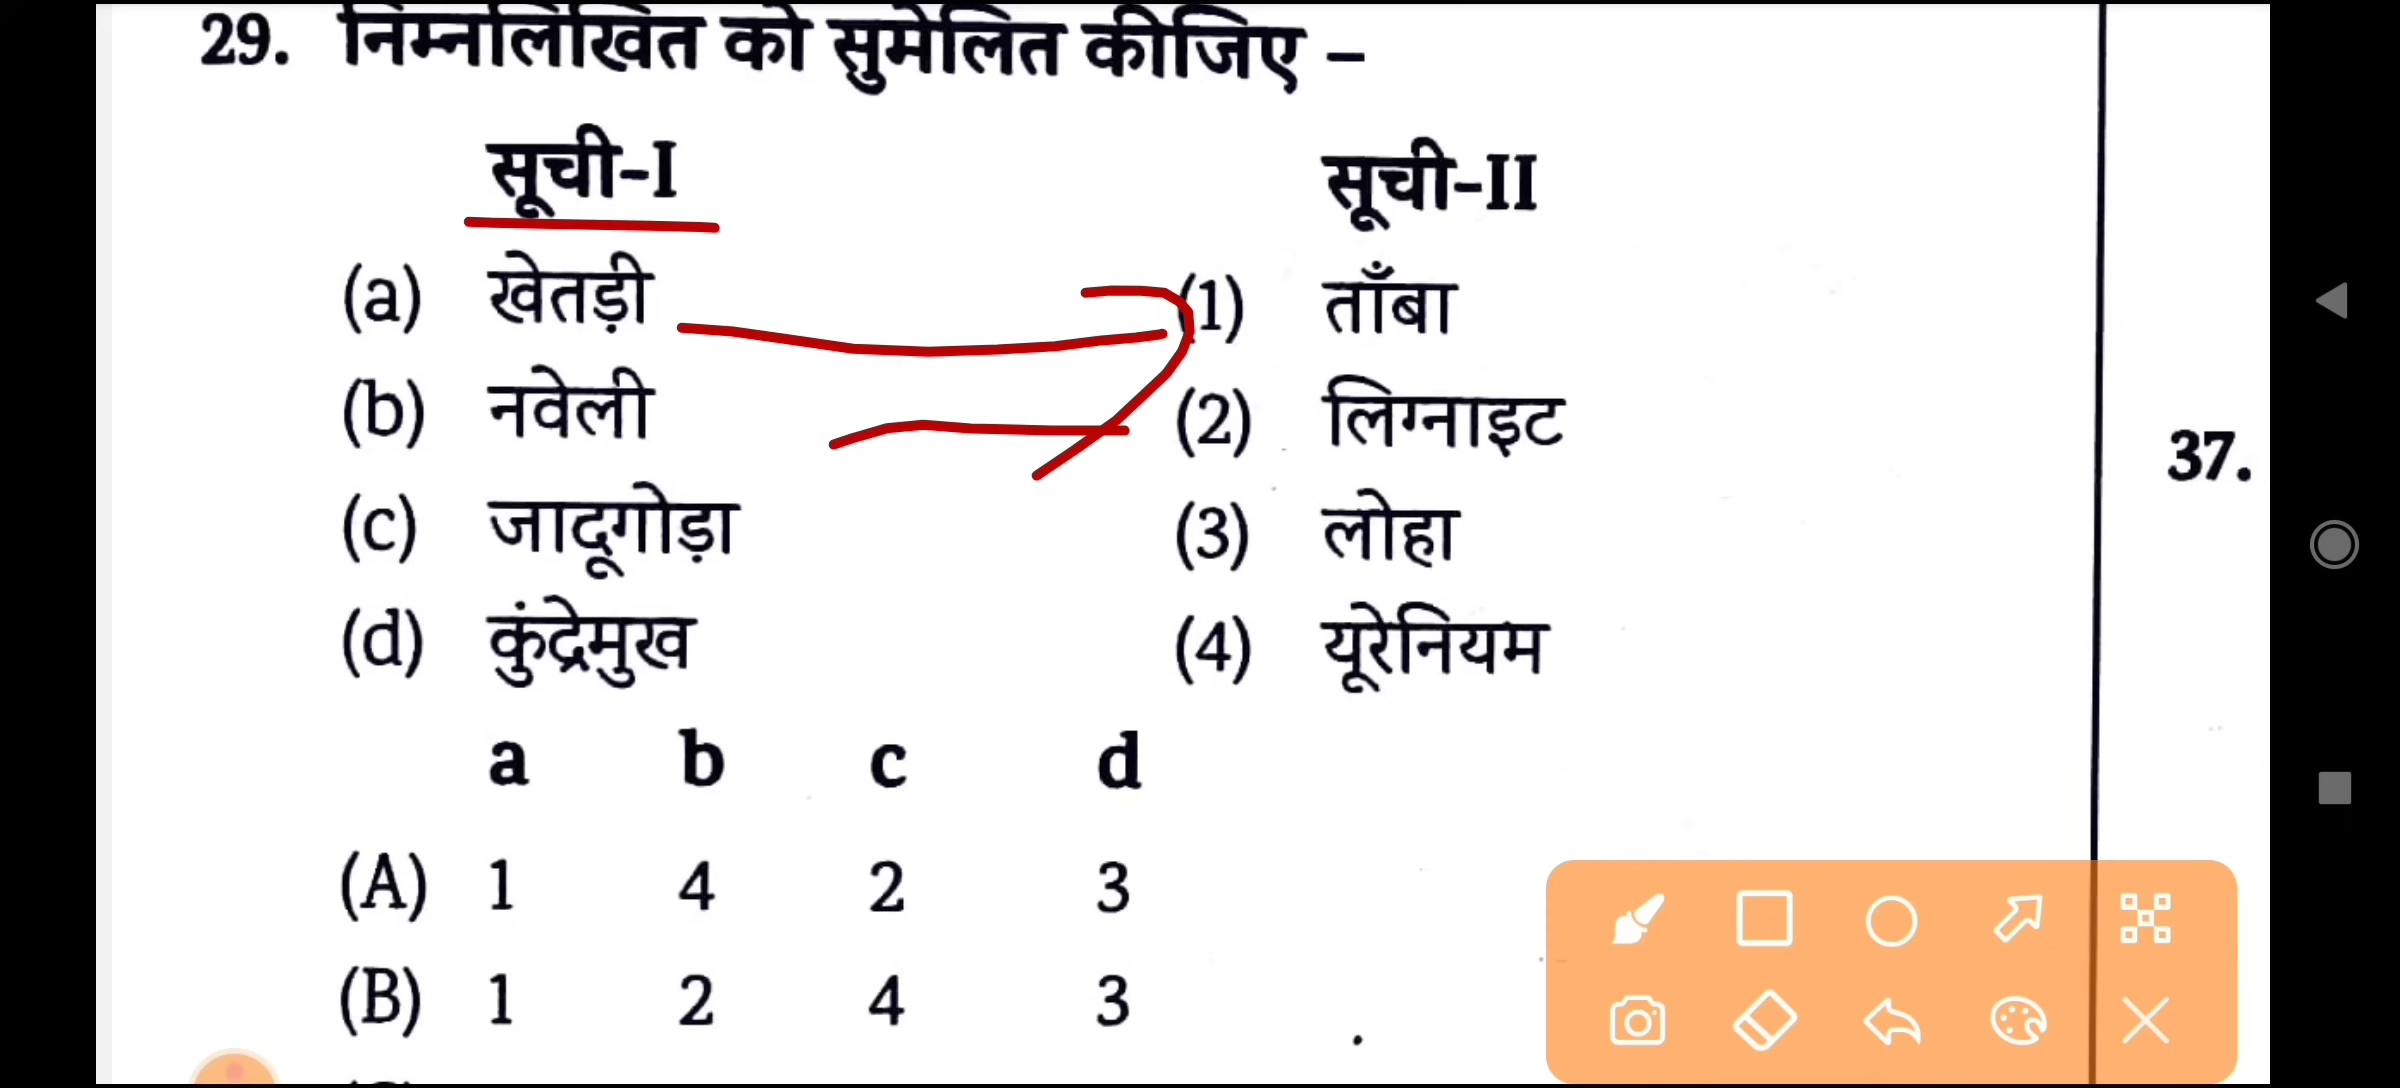 29. निम्नलिखित को सुमेलित कीजिए –
सूची-I सूची-II
(a) खेतड़ी (1) ताँबा
(b) नवेली (2) लिग्नाइट
37.
(c) जादूगोड़ा (3) लोहा
(d) कुंद्रेमुख (4) यूरेनियम
a b c d
(A) 1 4 2 3
(B) 1 2 4 3